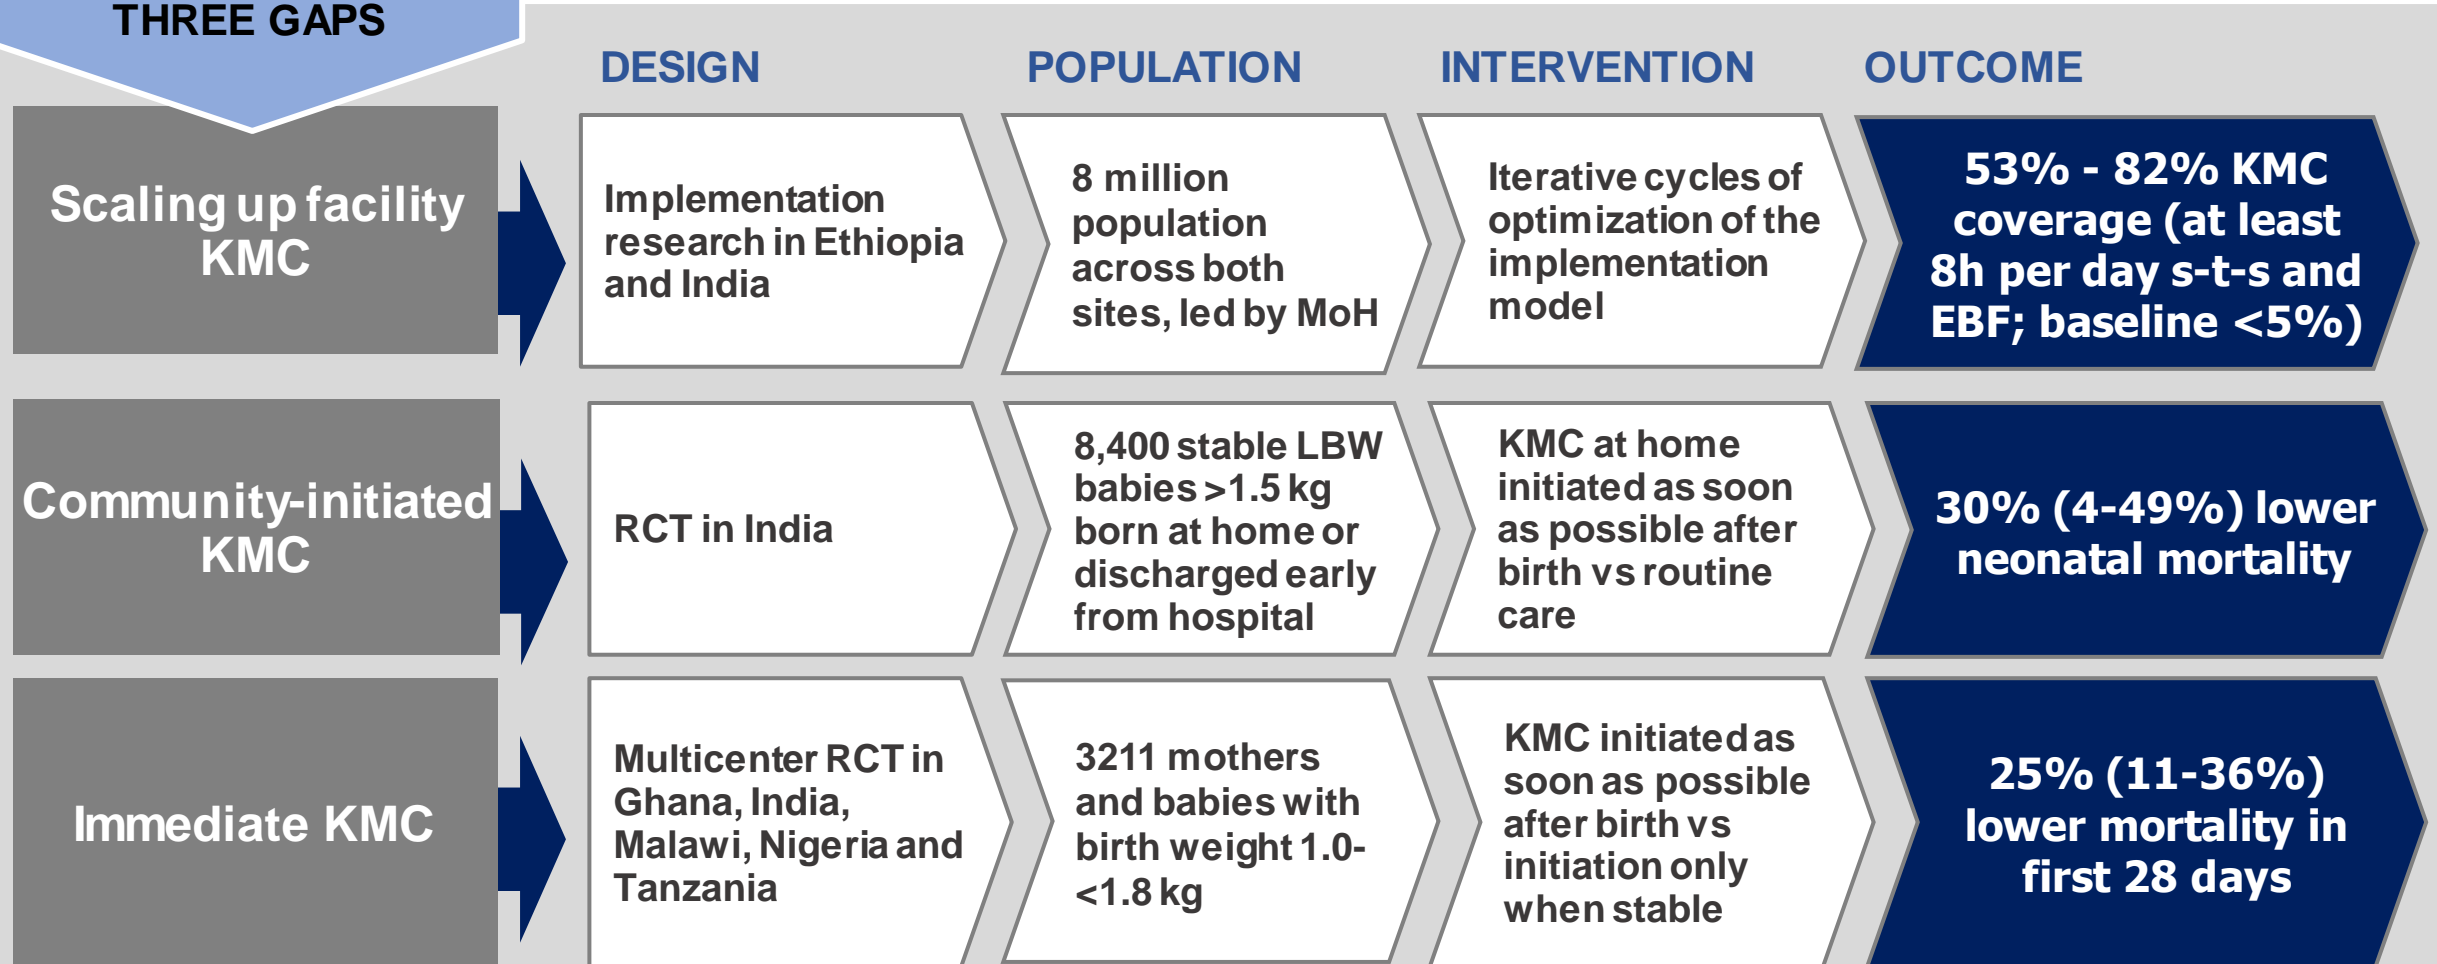 THREE GAPS
DESIGN
POPULATION
INTERVENTION
OUTCOME
Scaling up facility
KMC
Implementation
research in Ethiopia
and India
8 million
population
across both
sites, led by MoH
Iterative cycles of
optimization of the
implementation
model
53% - 82% KMC
coverage (at least
8h per day s-t-s and
EBF; baseline <5%)
Community-initiated
KMC
RCT in India
8,400 stable LBW
babies >1.5 kg
born at home or
discharged early
from hospital
KMC at home
initiated as soon
as possible after
birth vs routine
care
30% (4-49%) lower
neonatal mortality
Immediate KMC
Multicenter RCT in
Ghana, India,
Malawi, Nigeria and
Tanzania
3211 mothers
and babies with
birth weight 1.0-
<1.8 kg
KMC initiated as
soon as possible
after birth vs
initiation only
when stable
25% (11-36%)
lower mortality in
first 28 days